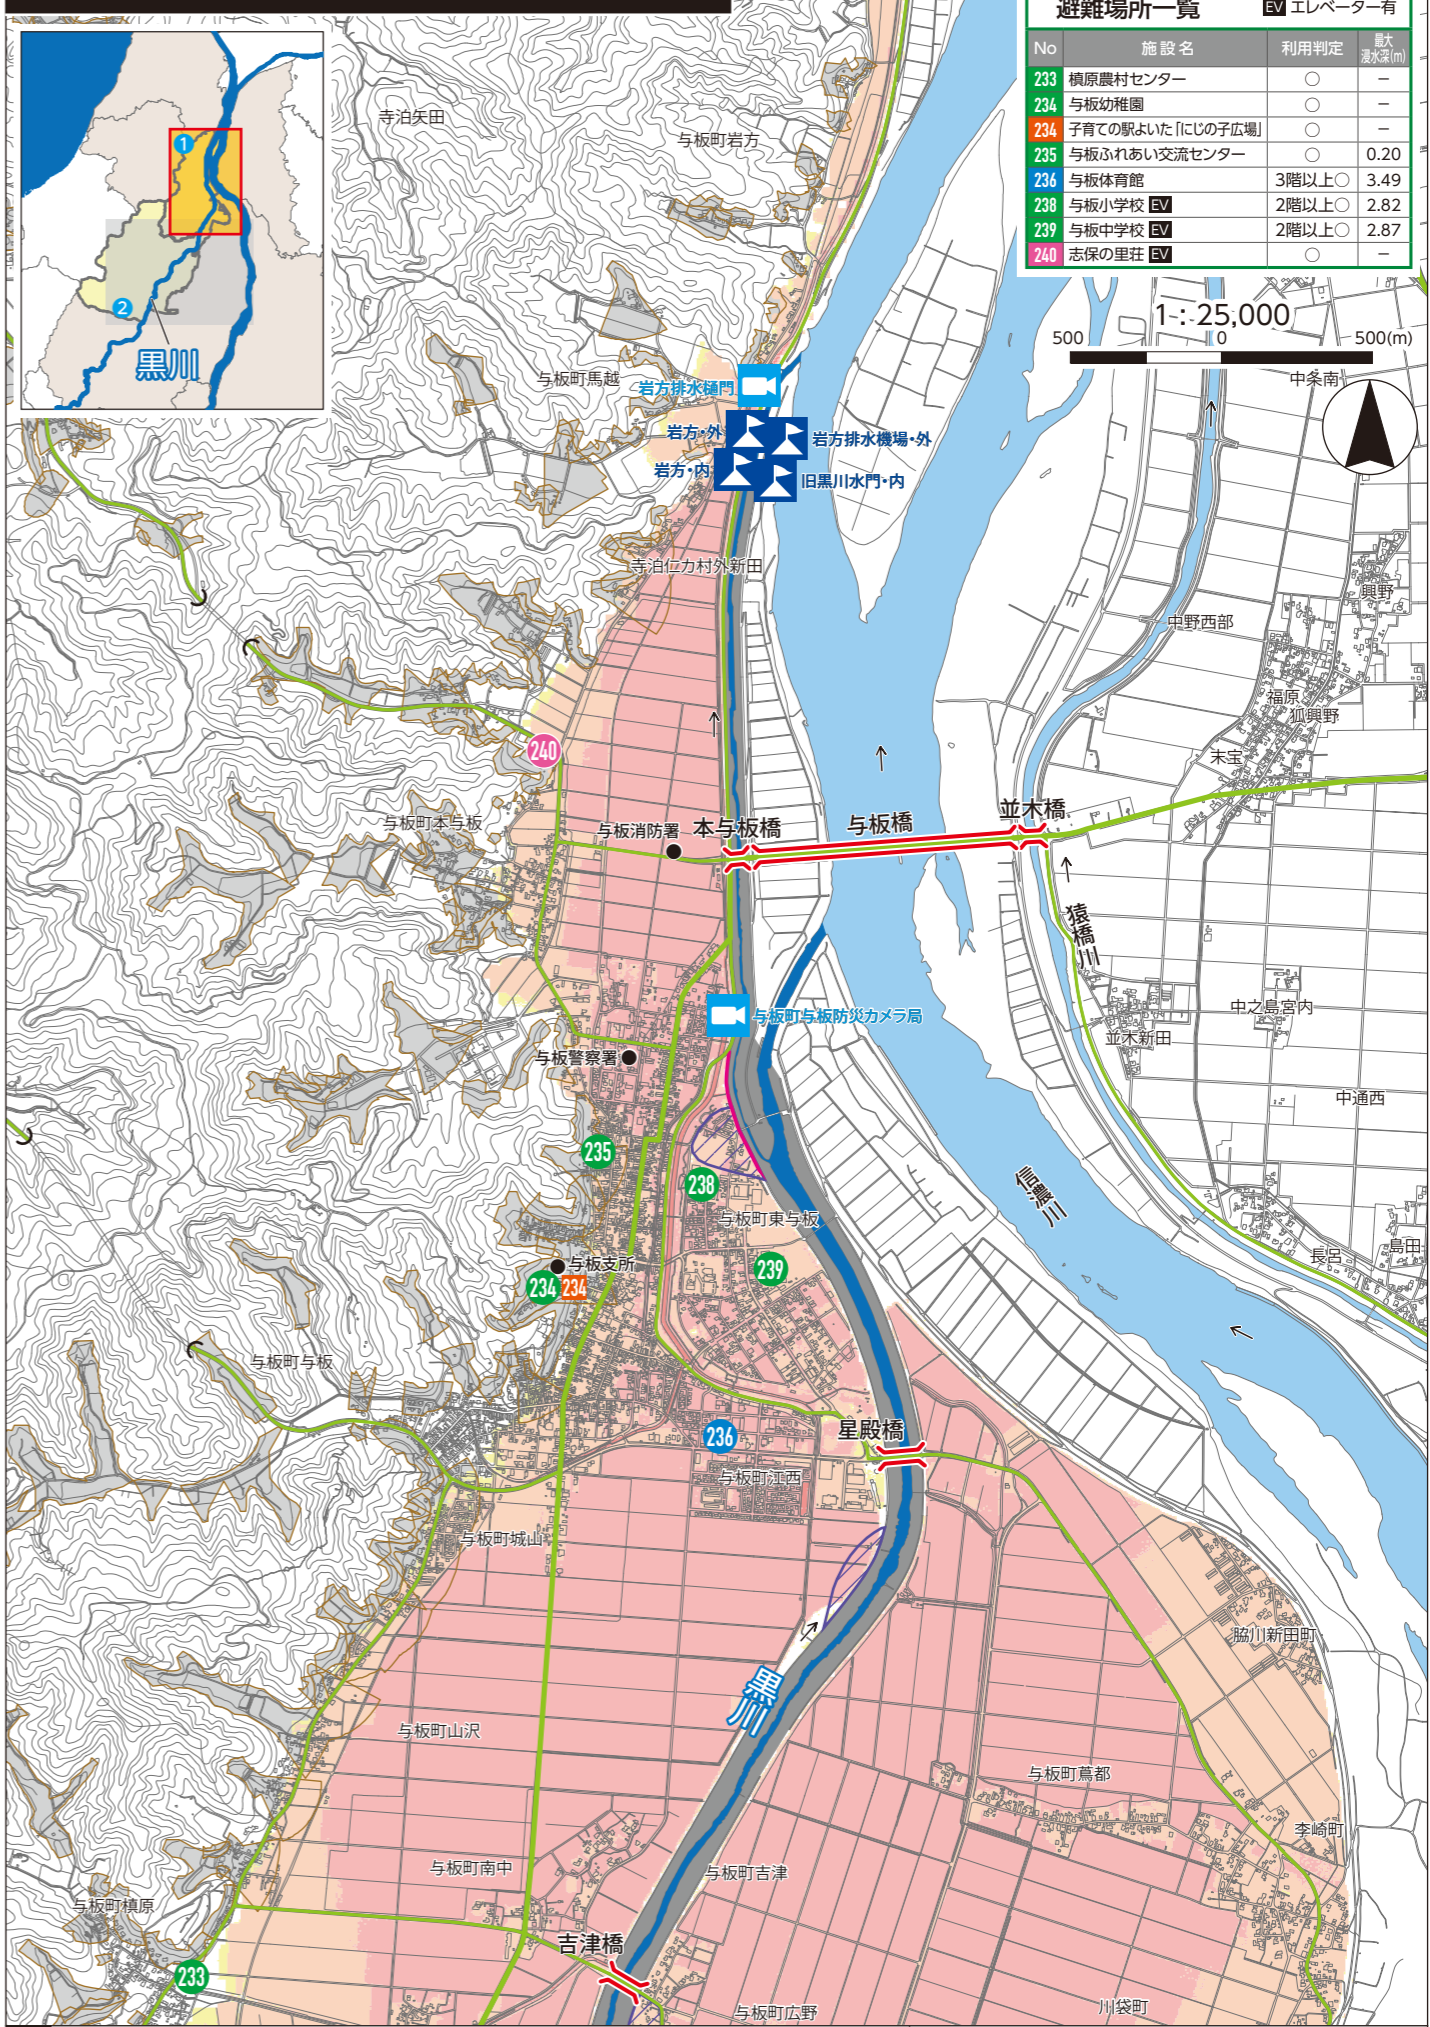 避難場所一覧 EV エレベーター有
No 施設名 利用判定 最大浸水深(m)
233 槙原農村センター ○ −
234 与板幼稚園 ○ −
234 子育ての駅よいた「にじの子広場」 ○ −
235 与板ふれあい交流センター ○ 0.20
236 与板体育館 3階以上○ 3.49
238 与板小学校 EV 2階以上○ 2.82
239 与板中学校 EV 2階以上○ 2.87
240 志保の里荘 EV ○ −
1:25,000
500 0 500(m)
1
2
黒川
寺泊矢田
与板町岩方
与板町馬越
中条南
岩方排水樋門
岩方・外
岩方排水機場・外
岩方・内
旧黒川水門・内
寺泊仁カ村外新田
興野
中野西部
福原
狐興野
末宝
240
与板町本与板
与板消防署
本与板橋
与板橋
並木橋
猿橋川
与板町与板防災カメラ局
中之島宮内
並木新田
与板警察署
中通西
235
238
信濃川
与板町東与板
与板支所
239
234
234
長呂
島田
与板町与板
236
星殿橋
与板町江西
与板町城山
脇川新田町
黒川
与板町山沢
与板町蔦都
李崎町
与板町南中
与板町吉津
与板町槙原
吉津橋
233
与板町広野
川袋町